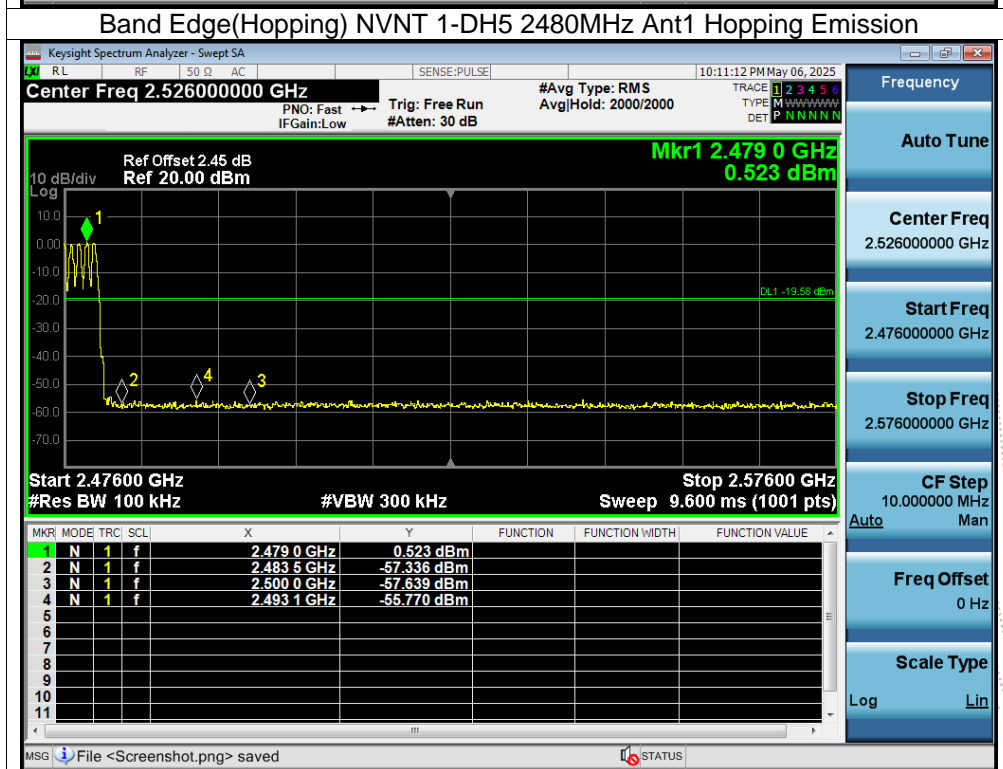 Band Edge(Hopping) NVNT 1-DH5 2480MHz Ant1 Hopping Emission
Keysight Spectrum Analyzer - Swept SA
LXI RL RF 50 Ω AC SENSE:PULSE 10:11:12 PM May 06, 2025
Center Freq 2.526000000 GHz
PNO: Fast
IFGain:Low
Trig: Free Run
#Atten: 30 dB
#Avg Type: RMS
Avg|Hold: 2000/2000
TRACE 1 2 3 4 5 6
TYPE M WWWWW
DET P N N N N N
Frequency
Auto Tune
Center Freq
2.526000000 GHz
Start Freq
2.476000000 GHz
Stop Freq
2.576000000 GHz
CF Step
10.000000 MHz
Auto Man
Freq Offset
0 Hz
Scale Type
Log Lin
Mkr1 2.479 0 GHz
0.523 dBm
Ref Offset 2.45 dB
10 dB/div Ref 20.00 dBm
Log
10.0
0.00
-10.0
-20.0
-30.0
-40.0
-50.0
-60.0
-70.0
1
2
4
3
DL1 -19.58 dBm
Start 2.47600 GHz Stop 2.57600 GHz
#Res BW 100 kHz #VBW 300 kHz Sweep 9.600 ms (1001 pts)
MKR MODE TRC SCL X Y FUNCTION FUNCTION WIDTH FUNCTION VALUE
1 N 1 f 2.479 0 GHz 0.523 dBm
2 N 1 f 2.483 5 GHz -57.336 dBm
3 N 1 f 2.500 0 GHz -57.639 dBm
4 N 1 f 2.493 1 GHz -55.770 dBm
5
6
7
8
9
10
11
MSG File <Screenshot.png> saved STATUS